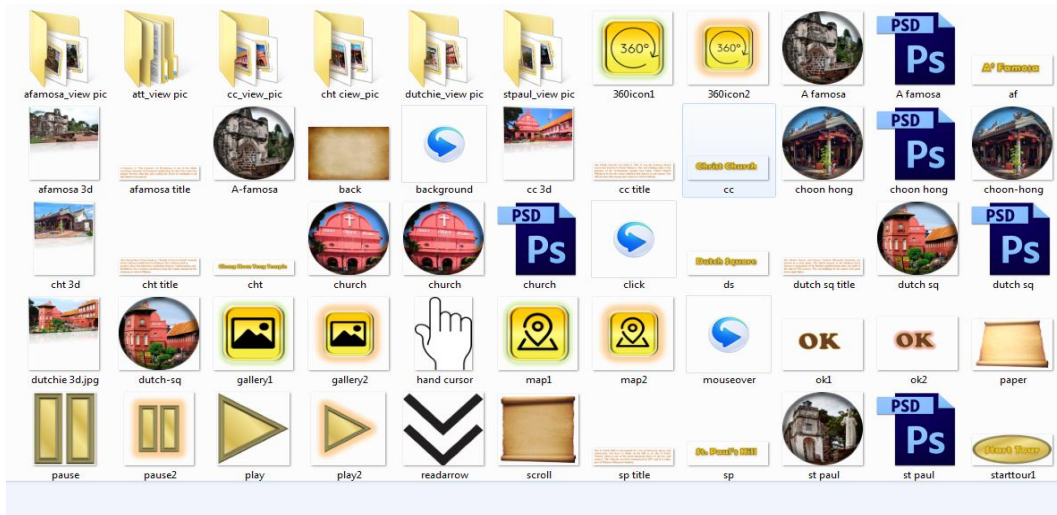 360°
360°
PSD
Ps
A' Famosa
afamosa_view pic att_view pic cc_view_pic cht ciew_pic dutchie_view pic stpaul_view pic 360icon1 360icon2 A famosa A famosa af
Christ Church
PSD
Ps
afamosa 3d afamosa title A-famosa back background cc 3d cc title cc choon hong choon hong choon-hong
PSD
Ps
Dutch Square
PSD
Ps
cht 3d cht title cht church church church click ds dutch sq title dutch sq dutch sq
OK
OK
dutchie 3d.jpg dutch-sq gallery1 gallery2 hand cursor map1 map2 mouseover ok1 ok2 paper
St. Paul's Hill
PSD
Ps
Start Tour
pause pause2 play play2 readarrow scroll sp title sp st paul st paul starttour1